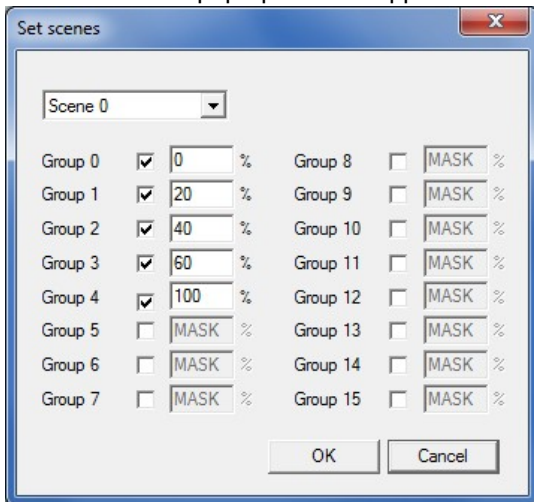 Set scenes
Scene 0
Group 0 0 % Group 8 MASK %
Group 1 20 % Group 9 MASK %
Group 2 40 % Group 10 MASK %
Group 3 60 % Group 11 MASK %
Group 4 100 % Group 12 MASK %
Group 5 MASK % Group 13 MASK %
Group 6 MASK % Group 14 MASK %
Group 7 MASK % Group 15 MASK %
OK Cancel